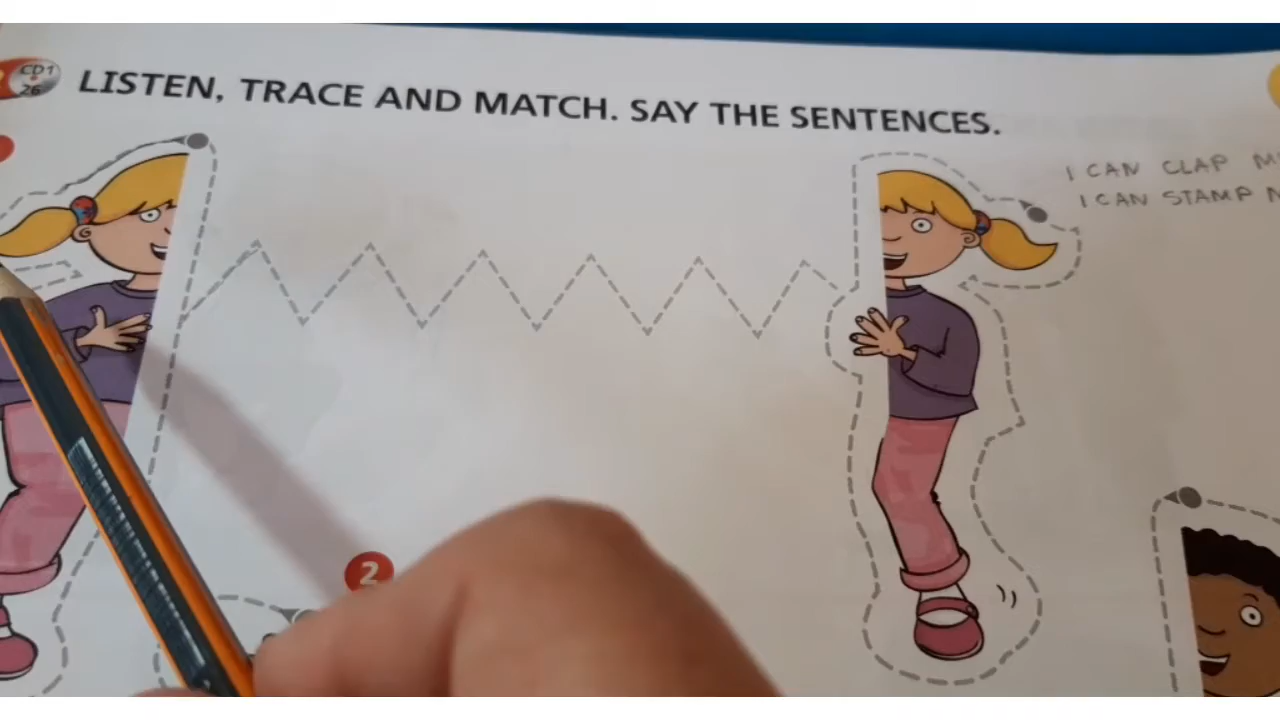 CD1
26
LISTEN, TRACE AND MATCH. SAY THE SENTENCES.
I CAN CLAP
I CAN STAMP
2